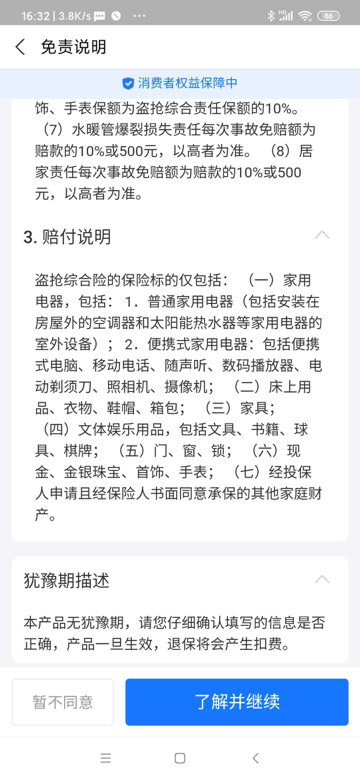 16:32 | 3.8K/s ···
HD 86
免责说明
消费者权益保障中
饰、手表保额为盗抢综合责任保额的10%。
（7）水暖管爆裂损失责任每次事故免赔额为
赔款的10%或500元，以高者为准。（8）居
家责任每次事故免赔额为赔款的10%或500
元，以高者为准。
3. 赔付说明
盗抢综合险的保险标的仅包括：（一）家用
电器，包括：1．普通家用电器（包括安装在
房屋外的空调器和太阳能热水器等家用电器的
室外设备）；2．便携式家用电器：包括便携
式电脑、移动电话、随声听、数码播放器、电
动剃须刀、照相机、摄像机；（二）床上用
品、衣物、鞋帽、箱包；（三）家具；
（四）文体娱乐用品，包括文具、书籍、球
具、棋牌；（五）门、窗、锁；（六）现
金、金银珠宝、首饰、手表；（七）经投保
人申请且经保险人书面同意承保的其他家庭财
产。
犹豫期描述
本产品无犹豫期，请您仔细确认填写的信息是否
正确，产品一旦生效，退保将会产生扣费。
暂不同意
了解并继续